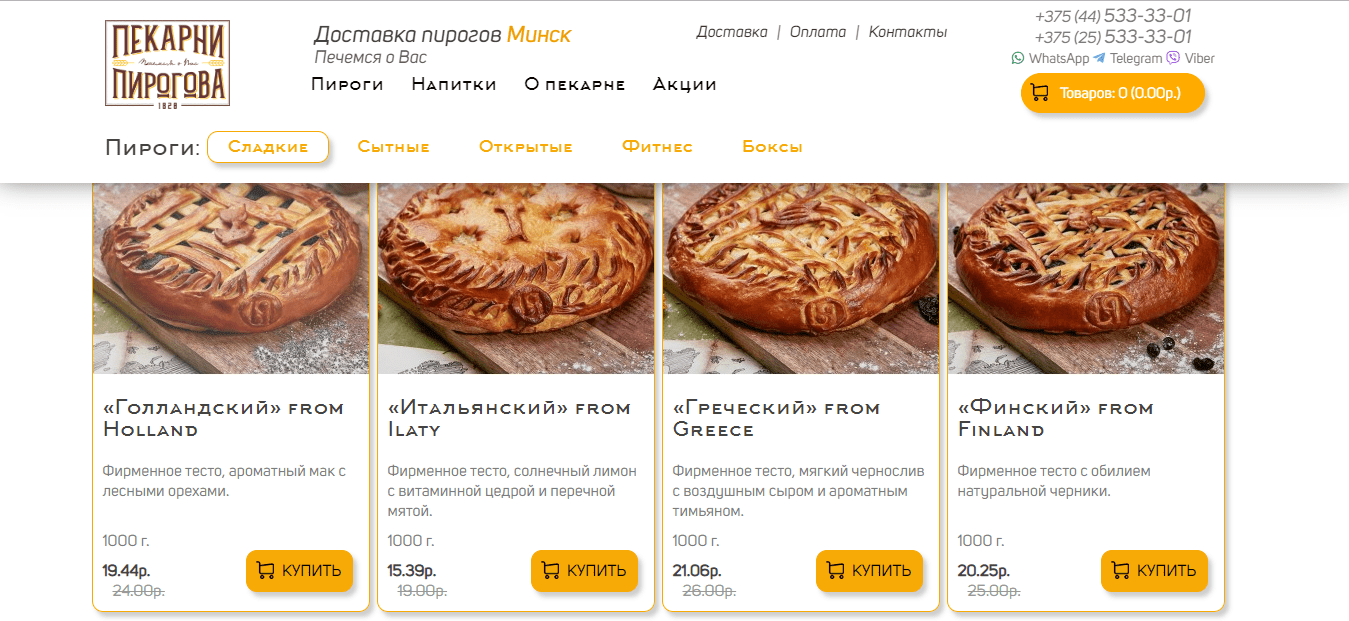 ПЕКАРНИ
Печемся о Вас
ПИРОГОВА
1828
Доставка пирогов Минск
Печемся о Вас
Доставка | Оплата | Контакты
+375 (44) 533-33-01
+375 (25) 533-33-01
WhatsApp Telegram Viber
Товаров: 0 (0.00р.)
Пироги Напитки О пекарне Акции
Пироги: Сладкие Сытные Открытые Фитнес Боксы
«Голландский» from
Holland
Фирменное тесто, ароматный мак с
лесными орехами.
1000 г.
19.44р.
24.00р.
КУПИТЬ
«Итальянский» from
Ilaty
Фирменное тесто, солнечный лимон
с витаминной цедрой и перечной
мятой.
1000 г.
15.39р.
19.00р.
КУПИТЬ
«Греческий» from
Greece
Фирменное тесто, мягкий чернослив
с воздушным сыром и ароматным
тимьяном.
1000 г.
21.06р.
26.00р.
КУПИТЬ
«Финский» from
Finland
Фирменное тесто с обилием
натуральной черники.
1000 г.
20.25р.
25.00р.
КУПИТЬ